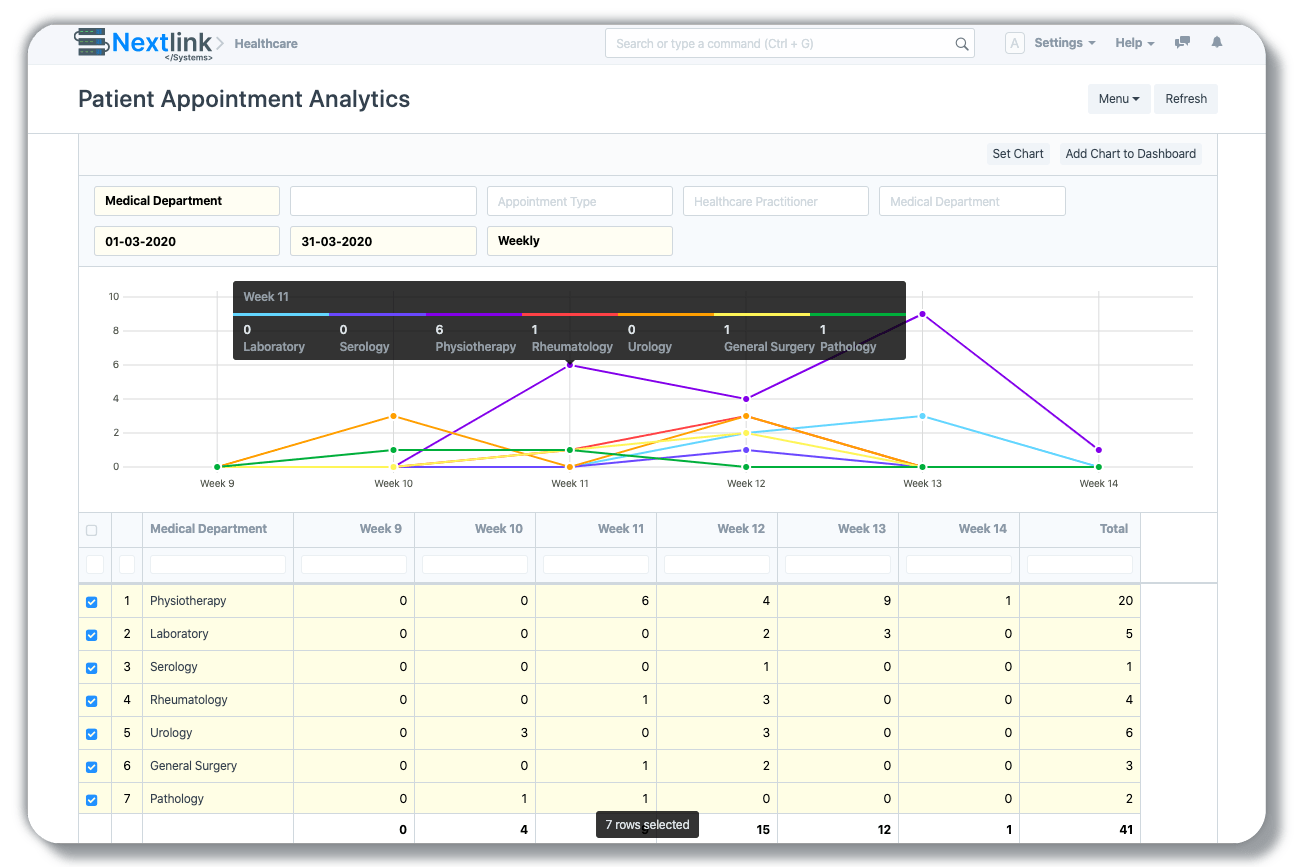 Nextlink
</Systems>
Healthcare
Search or type a command (Ctrl + G)
A Settings Help
Patient Appointment Analytics
Menu Refresh
Set Chart Add Chart to Dashboard
Medical Department Appointment Type Healthcare Practitioner Medical Department
01-03-2020 31-03-2020 Weekly
10
8
6
4
2
0
Week 11
0 0 6 1 0 1 1
Laboratory Serology Physiotherapy Rheumatology Urology General Surgery Pathology
Week 9 Week 10 Week 11 Week 12 Week 13 Week 14
Medical Department Week 9 Week 10 Week 11 Week 12 Week 13 Week 14 Total
1 Physiotherapy 0 0 6 4 9 1 20
2 Laboratory 0 0 0 2 3 0 5
3 Serology 0 0 0 1 0 0 1
4 Rheumatology 0 0 1 3 0 0 4
5 Urology 0 3 0 3 0 0 6
6 General Surgery 0 0 1 2 0 0 3
7 Pathology 0 1 1 0 0 0 2
0 4 15 12 1 41
7 rows selected